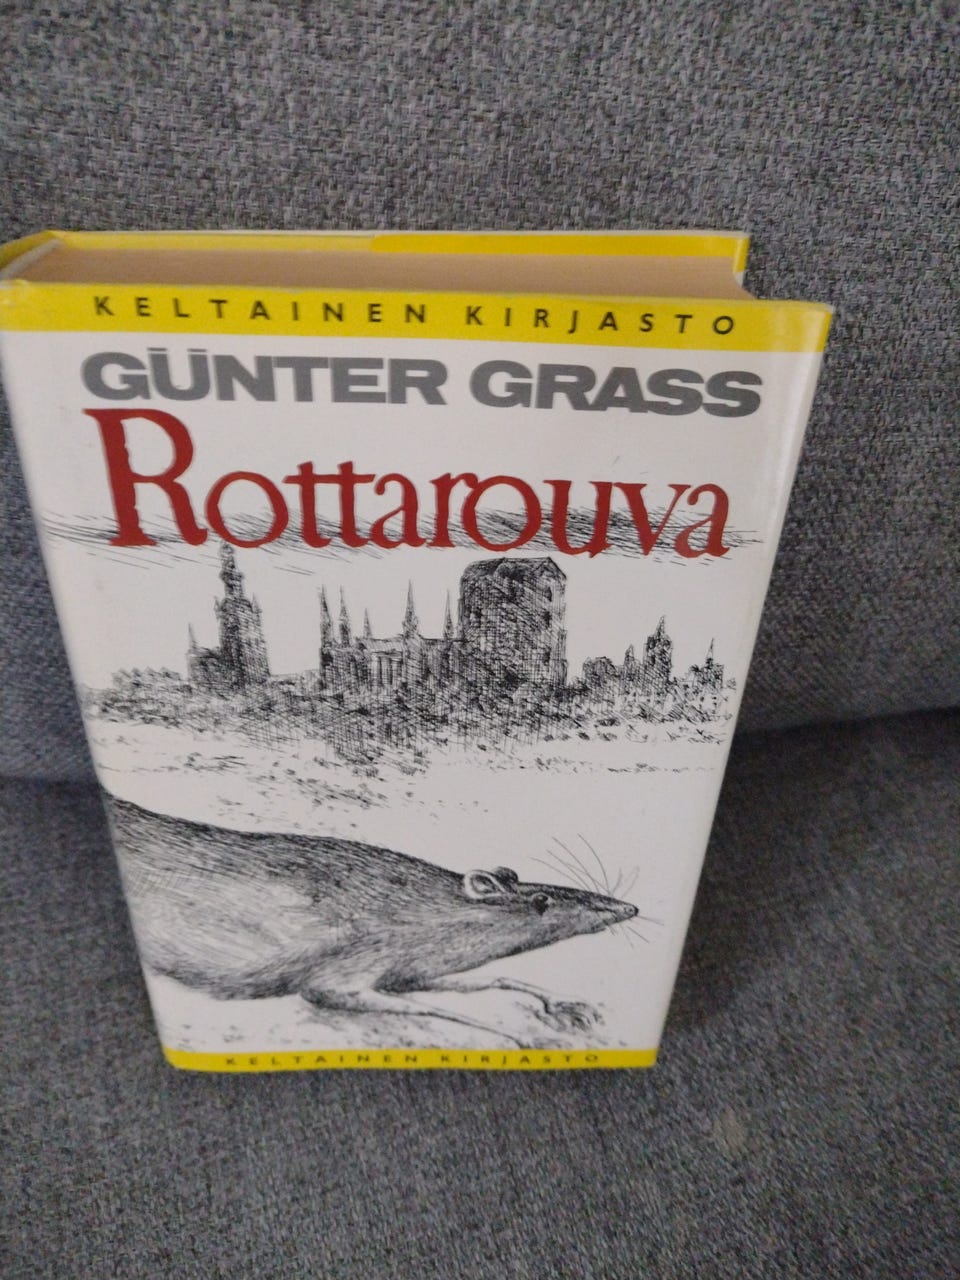 KELTAINEN KIRJASTO
GÜNTER GRASS
Rottarouva
KELTAINEN KIRJASTO